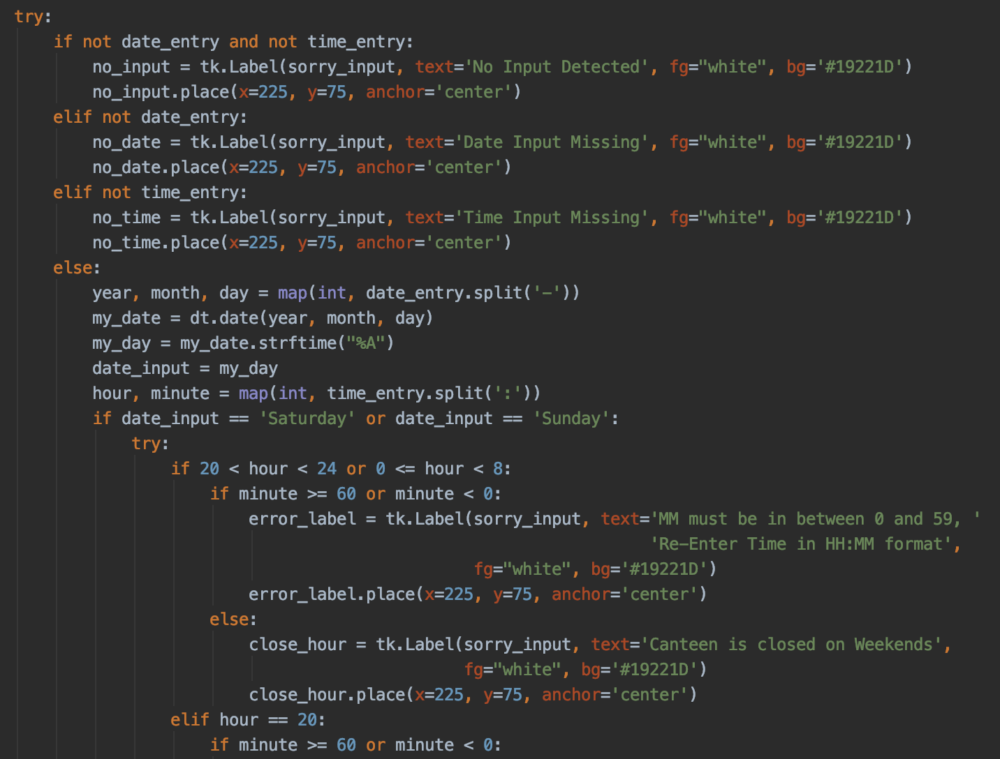 try:
    if not date_entry and not time_entry:
        no_input = tk.Label(sorry_input, text='No Input Detected', fg="white", bg='#19221D')
        no_input.place(x=225, y=75, anchor='center')
    elif not date_entry:
        no_date = tk.Label(sorry_input, text='Date Input Missing', fg="white", bg='#19221D')
        no_date.place(x=225, y=75, anchor='center')
    elif not time_entry:
        no_time = tk.Label(sorry_input, text='Time Input Missing', fg="white", bg='#19221D')
        no_time.place(x=225, y=75, anchor='center')
    else:
        year, month, day = map(int, date_entry.split('-'))
        my_date = dt.date(year, month, day)
        my_day = my_date.strftime("%A")
        date_input = my_day
        hour, minute = map(int, time_entry.split(':'))
        if date_input == 'Saturday' or date_input == 'Sunday':
            try:
                if 20 < hour < 24 or 0 <= hour < 8:
                    if minute >= 60 or minute < 0:
                        error_label = tk.Label(sorry_input, text='MM must be in between 0 and 59, '
                                                                 'Re-Enter Time in HH:MM format',
                                               fg="white", bg='#19221D')
                        error_label.place(x=225, y=75, anchor='center')
                    else:
                        close_hour = tk.Label(sorry_input, text='Canteen is closed on Weekends',
                                              fg="white", bg='#19221D')
                        close_hour.place(x=225, y=75, anchor='center')
                elif hour == 20:
                    if minute >= 60 or minute < 0: